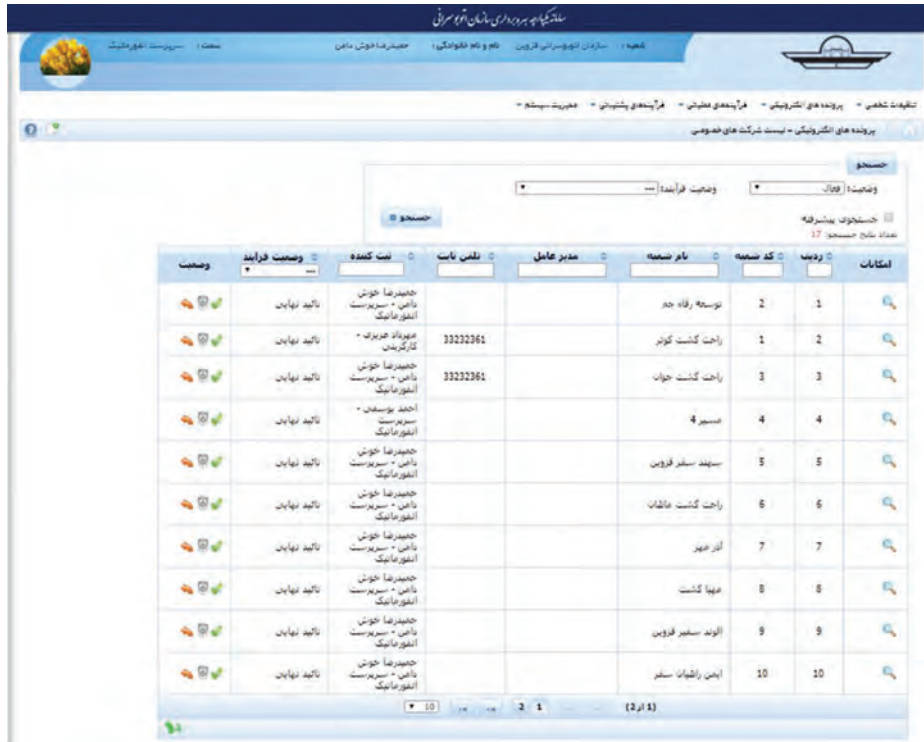 سامانه یکپارچه بهره برداری سازمان اتوبوسرانی
شعبه : سازمان اتوبوسرانی قزوین نام و نام خانوادگی : حمیدرضا خوش دامن سمت : سرپرست انفورماتیک
تنظیمات شخصی پرونده های الکترونیکی فرآیندهای عملیاتی فرآیندهای پشتیبانی مدیریت سیستم
پرونده های الکترونیکی - لیست شرکت های خصوصی
جستجو
وضعیت: فعال وضعیت فرآیند: ---
جستجوی پیشرفته
جستجو
تعداد نتایج جستجو: 17
امکانات ردیف کد شعبه نام شعبه مدیر عامل تلفن ثابت ثبت کننده وضعیت فرایند وضعیت
---
1 2 توسعه رفاه جم حمیدرضا خوش دامن - سرپرست انفورماتیک تائید نهایی
2 1 راحت گشت کوثر 33232361 مهرداد عزیزی - کارگزینی تائید نهایی
3 3 راحت گشت جوان 33232361 حمیدرضا خوش دامن - سرپرست انفورماتیک تائید نهایی
4 4 مسیر 4 احمد یوسفی - سرپرست انفورماتیک تائید نهایی
5 5 سهند سفر قزوین حمیدرضا خوش دامن - سرپرست انفورماتیک تائید نهایی
6 6 راحت گشت ماهان حمیدرضا خوش دامن - سرپرست انفورماتیک تائید نهایی
7 7 آذر مهر حمیدرضا خوش دامن - سرپرست انفورماتیک تائید نهایی
8 8 مهیا گشت حمیدرضا خوش دامن - سرپرست انفورماتیک تائید نهایی
9 9 الوند سفیر قزوین حمیدرضا خوش دامن - سرپرست انفورماتیک تائید نهایی
10 10 ایمن راهیان سفر حمیدرضا خوش دامن - سرپرست انفورماتیک تائید نهایی
(1 از 2) 1 2 10